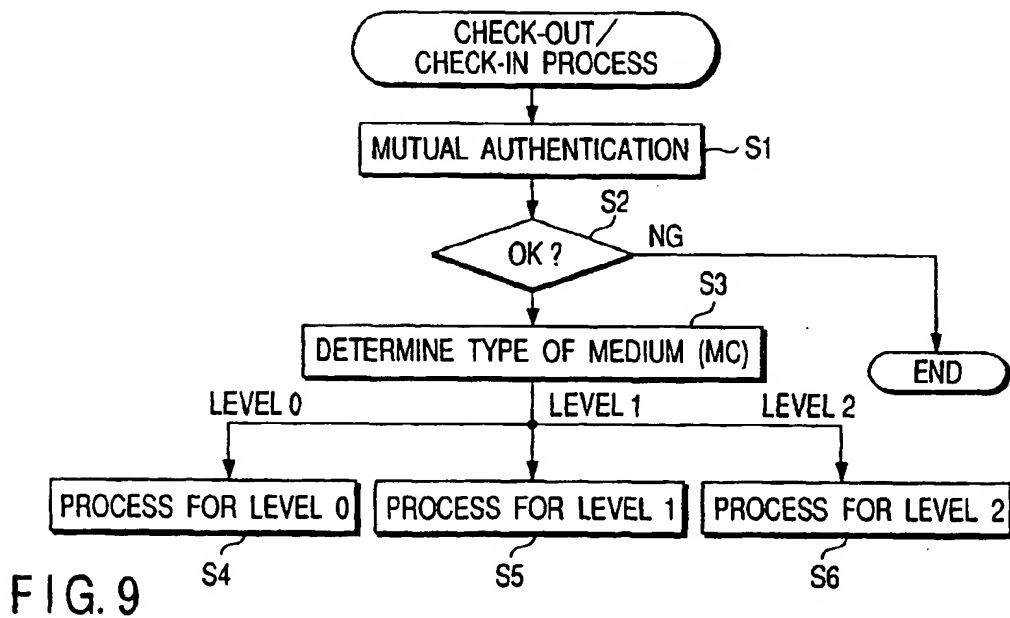 CHECK-OUT/
CHECK-IN PROCESS
MUTUAL AUTHENTICATION
S1
S2
OK ?
NG
S3
DETERMINE TYPE OF MEDIUM (MC)
END
LEVEL 0
LEVEL 1
LEVEL 2
PROCESS FOR LEVEL 0
PROCESS FOR LEVEL 1
PROCESS FOR LEVEL 2
S4
S5
S6
FIG. 9